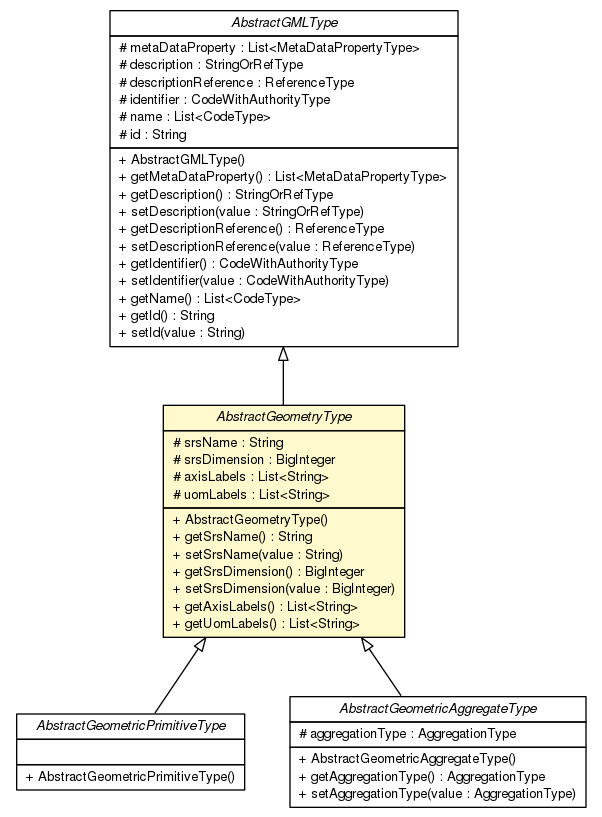 AbstractGMLType
# metaDataProperty : List<MetaDataPropertyType>
# description : StringOrRefType
# descriptionReference : ReferenceType
# identifier : CodeWithAuthorityType
# name : List<CodeType>
# id : String
+ AbstractGMLType()
+ getMetaDataProperty() : List<MetaDataPropertyType>
+ getDescription() : StringOrRefType
+ setDescription(value : StringOrRefType)
+ getDescriptionReference() : ReferenceType
+ setDescriptionReference(value : ReferenceType)
+ getIdentifier() : CodeWithAuthorityType
+ setIdentifier(value : CodeWithAuthorityType)
+ getName() : List<CodeType>
+ getId() : String
+ setId(value : String)
AbstractGeometryType
# srsName : String
# srsDimension : BigInteger
# axisLabels : List<String>
# uomLabels : List<String>
+ AbstractGeometryType()
+ getSrsName() : String
+ setSrsName(value : String)
+ getSrsDimension() : BigInteger
+ setSrsDimension(value : BigInteger)
+ getAxisLabels() : List<String>
+ getUomLabels() : List<String>
AbstractGeometricPrimitiveType
+ AbstractGeometricPrimitiveType()
AbstractGeometricAggregateType
# aggregationType : AggregationType
+ AbstractGeometricAggregateType()
+ getAggregationType() : AggregationType
+ setAggregationType(value : AggregationType)